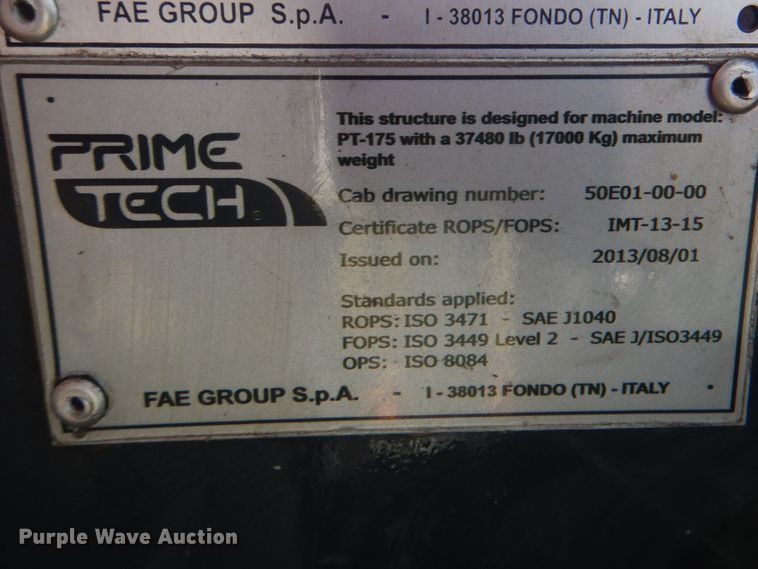 FAE GROUP S.p.A. - I - 38013 FONDO (TN) - ITALY
PRIME
TECH
This structure is designed for machine model:
PT-175 with a 37480 lb (17000 Kg) maximum
weight
Cab drawing number: 50E01-00-00
Certificate ROPS/FOPS: IMT-13-15
Issued on: 2013/08/01
Standards applied:
ROPS: ISO 3471 - SAE J1040
FOPS: ISO 3449 Level 2 - SAE J/ISO3449
OPS: ISO 8084
FAE GROUP S.p.A. - I - 38013 FONDO (TN) - ITALY
Purple Wave Auction